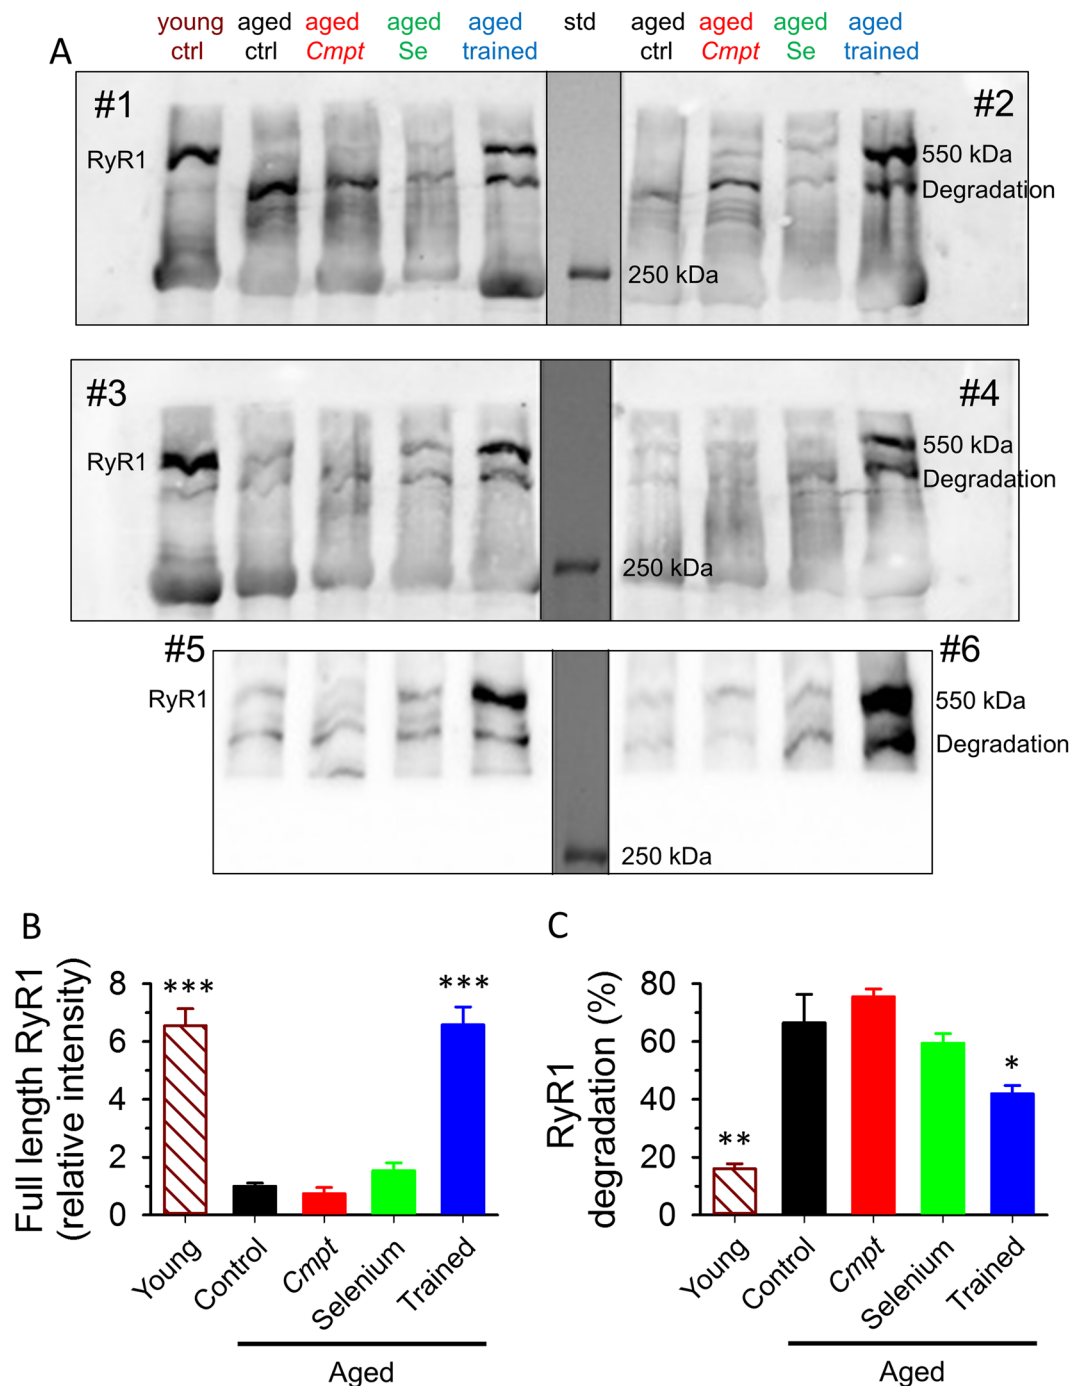 A
young ctrl
aged ctrl
aged Cmpt
aged Se
aged trained
std
aged ctrl
aged Cmpt
aged Se
aged trained
#1
#2
RyR1
550 kDa
Degradation
250 kDa
#3
#4
RyR1
550 kDa
Degradation
250 kDa
#5
#6
RyR1
550 kDa
Degradation
250 kDa
B
Full length RyR1
(relative intensity)
8
6
4
2
0
***
***
Young
Control
Cmpt
Selenium
Trained
Aged
C
RyR1
degradation (%)
80
60
40
20
0
**
*
Young
Control
Cmpt
Selenium
Trained
Aged